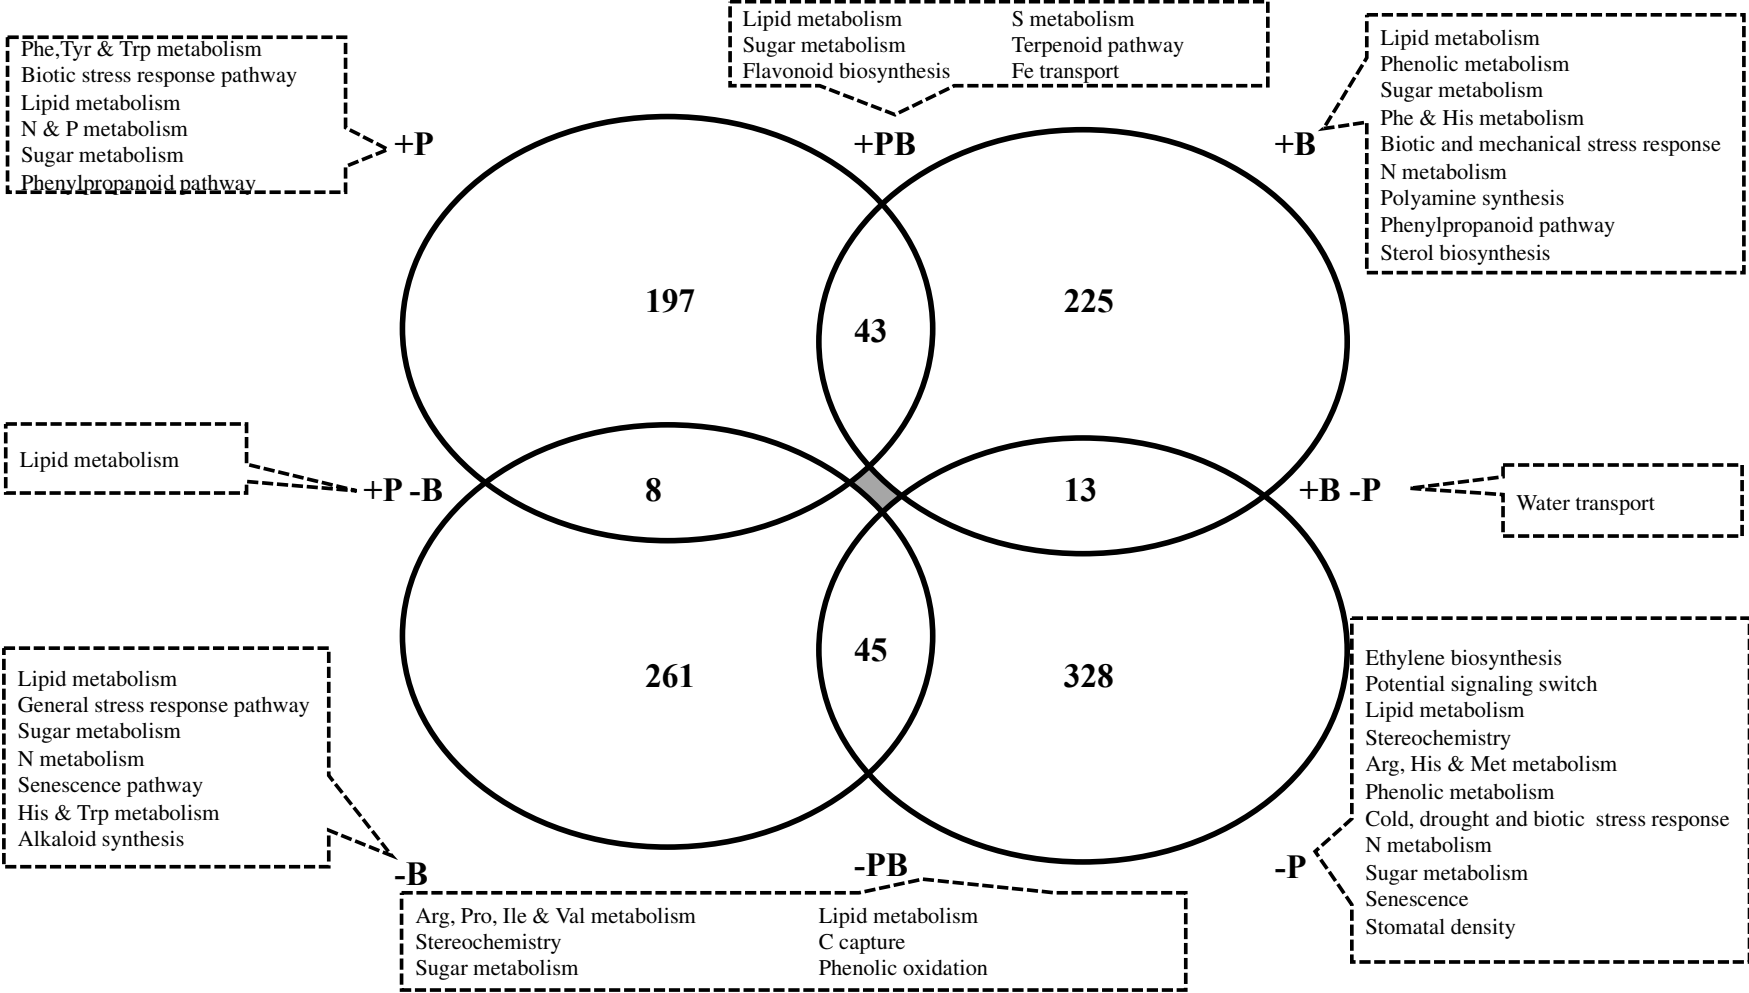 Lipid metabolism
Sugar metabolism
Flavonoid biosynthesis
S metabolism
Terpenoid pathway
Fe transport
Phe,Tyr & Trp metabolism
Biotic stress response pathway
Lipid metabolism
N & P metabolism
Sugar metabolism
Phenylpropanoid pathway
+P
+PB
+B
Lipid metabolism
Phenolic metabolism
Sugar metabolism
Phe & His metabolism
Biotic and mechanical stress response
N metabolism
Polyamine synthesis
Phenylpropanoid pathway
Sterol biosynthesis
197
43
225
Lipid metabolism
+P -B
8
13
+B -P
Water transport
261
45
328
Lipid metabolism
General stress response pathway
Sugar metabolism
N metabolism
Senescence pathway
His & Trp metabolism
Alkaloid synthesis
-B
-PB
-P
Ethylene biosynthesis
Potential signaling switch
Lipid metabolism
Stereochemistry
Arg, His & Met metabolism
Phenolic metabolism
Cold, drought and biotic stress response
N metabolism
Sugar metabolism
Senescence
Stomatal density
Arg, Pro, Ile & Val metabolism
Stereochemistry
Sugar metabolism
Lipid metabolism
C capture
Phenolic oxidation